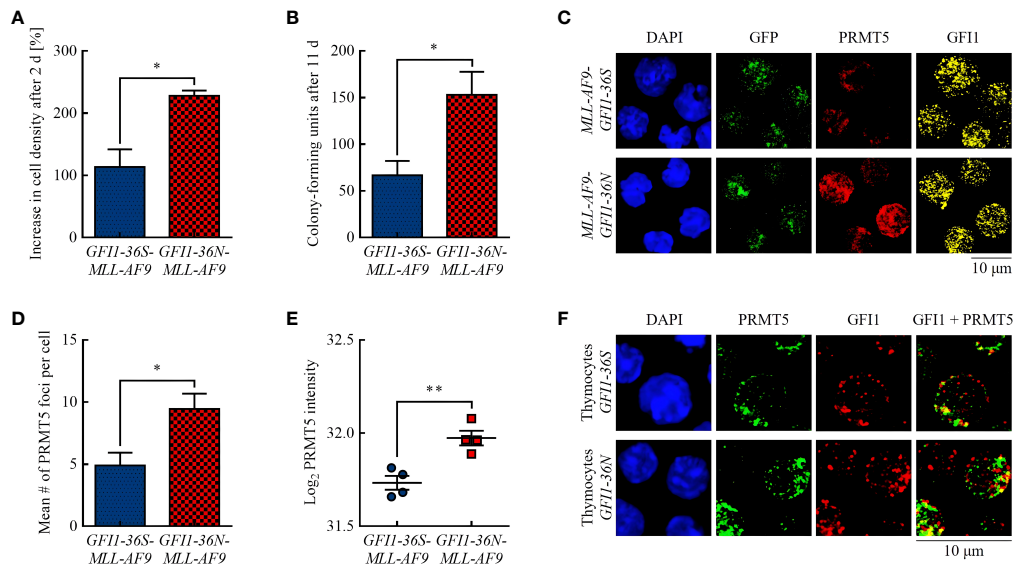 A
Increase in cell density after 2 d [%]
300
200
100
0
*
GFI1-36S-
MLL-AF9
GFI1-36N-
MLL-AF9
B
Colony-forming units after 11 d
200
150
100
50
0
*
GFI1-36S-
MLL-AF9
GFI1-36N-
MLL-AF9
C
DAPI GFP PRMT5 GFI1
MLL-AF9-
GFI1-36S
MLL-AF9-
GFI1-36N
10 μm
D
Mean # of PRMT5 foci per cell
15
10
5
0
*
GFI1-36S-
MLL-AF9
GFI1-36N-
MLL-AF9
E
Log2 PRMT5 intensity
32.5
32.0
31.5
**
GFI1-36S-
MLL-AF9
GFI1-36N-
MLL-AF9
F
DAPI PRMT5 GFI1 GFI1 + PRMT5
Thymocytes
GFI1-36S
Thymocytes
GFI1-36N
10 μm